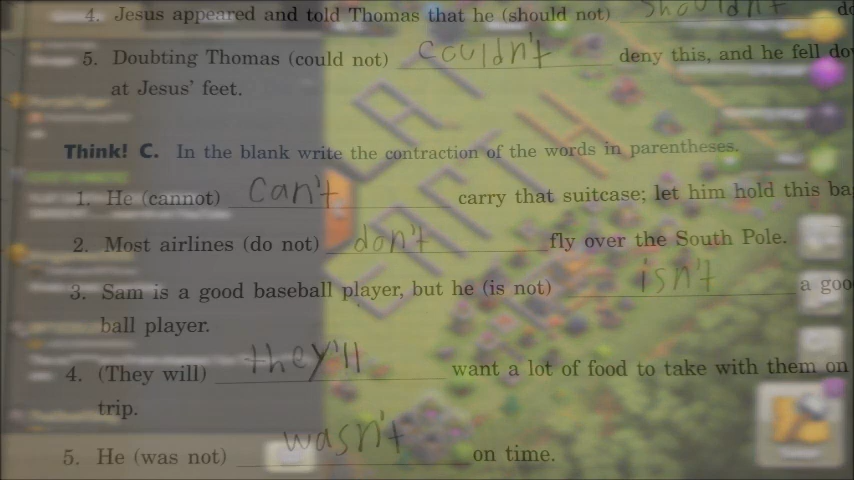 4. Jesus appeared and told Thomas that he (should not) shouldn't
5. Doubting Thomas (could not) couldn't deny this, and he fell
at Jesus' feet.
Think! C. In the blank write the contraction of the words in parentheses.
1. He (cannot) can't carry that suitcase; let him hold this
2. Most airlines (do not) don't fly over the South Pole.
3. Sam is a good baseball player, but he (is not) isn't a
ball player.
4. (They will) they'll want a lot of food to take with them on
trip.
5. He (was not) wasn't on time.